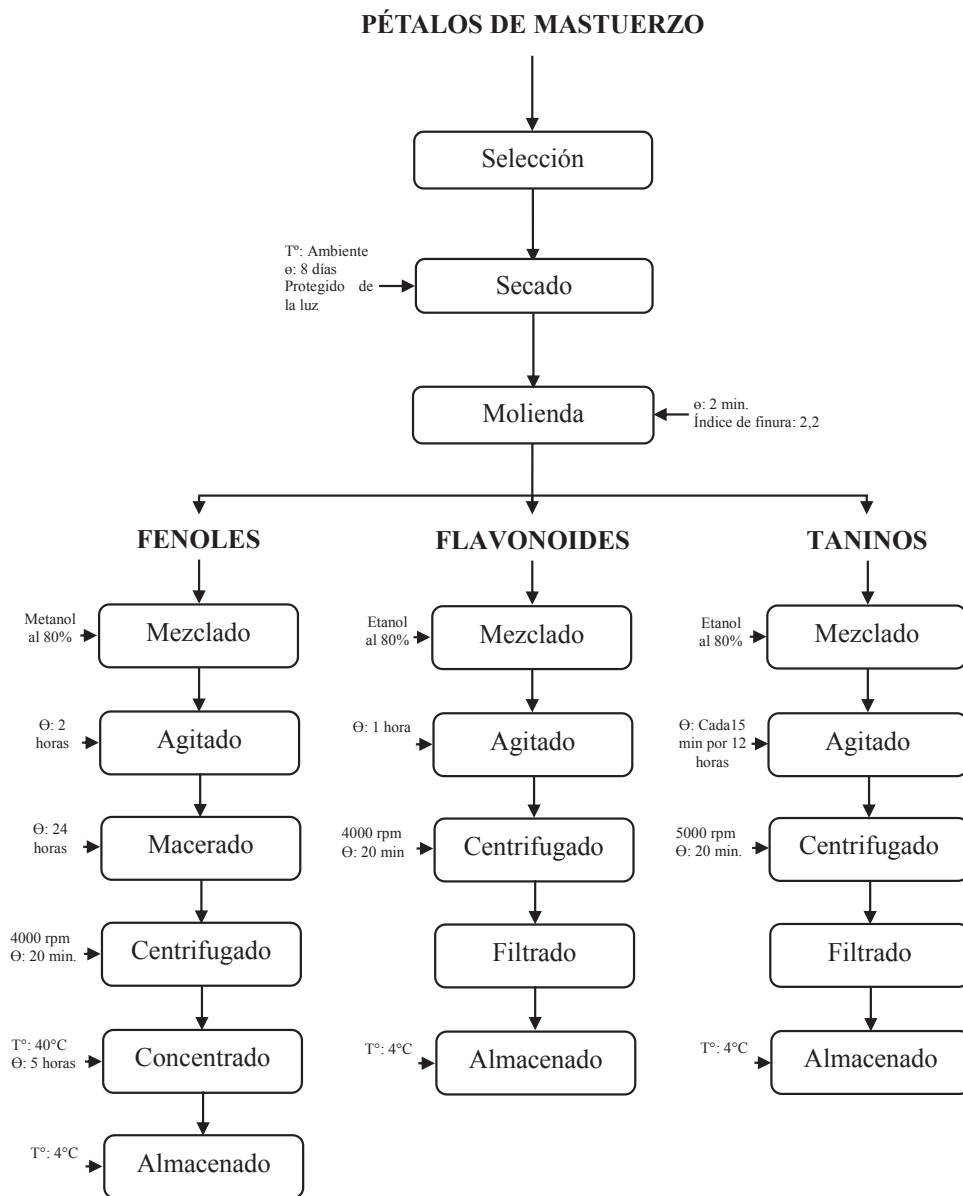 PÉTALOS DE MASTUERZO
Selección
Tº: Ambiente
ɵ: 8 días
Protegido de
la luz
Secado
Molienda
ɵ: 2 min.
Índice de finura: 2,2
FENOLES
Metanol
al 80%
Mezclado
Ɵ: 2
horas
Agitado
Ɵ: 24
horas
Macerado
4000 rpm
Ɵ: 20 min.
Centrifugado
T°: 40°C
Ɵ: 5 horas
Concentrado
T°: 4°C
Almacenado
FLAVONOIDES
Etanol
al 80%
Mezclado
Ɵ: 1 hora
Agitado
4000 rpm
Ɵ: 20 min
Centrifugado
Filtrado
T°: 4°C
Almacenado
TANINOS
Etanol
al 80%
Mezclado
Ɵ: Cada15
min por 12
horas
Agitado
5000 rpm
Ɵ: 20 min.
Centrifugado
Filtrado
T°: 4°C
Almacenado